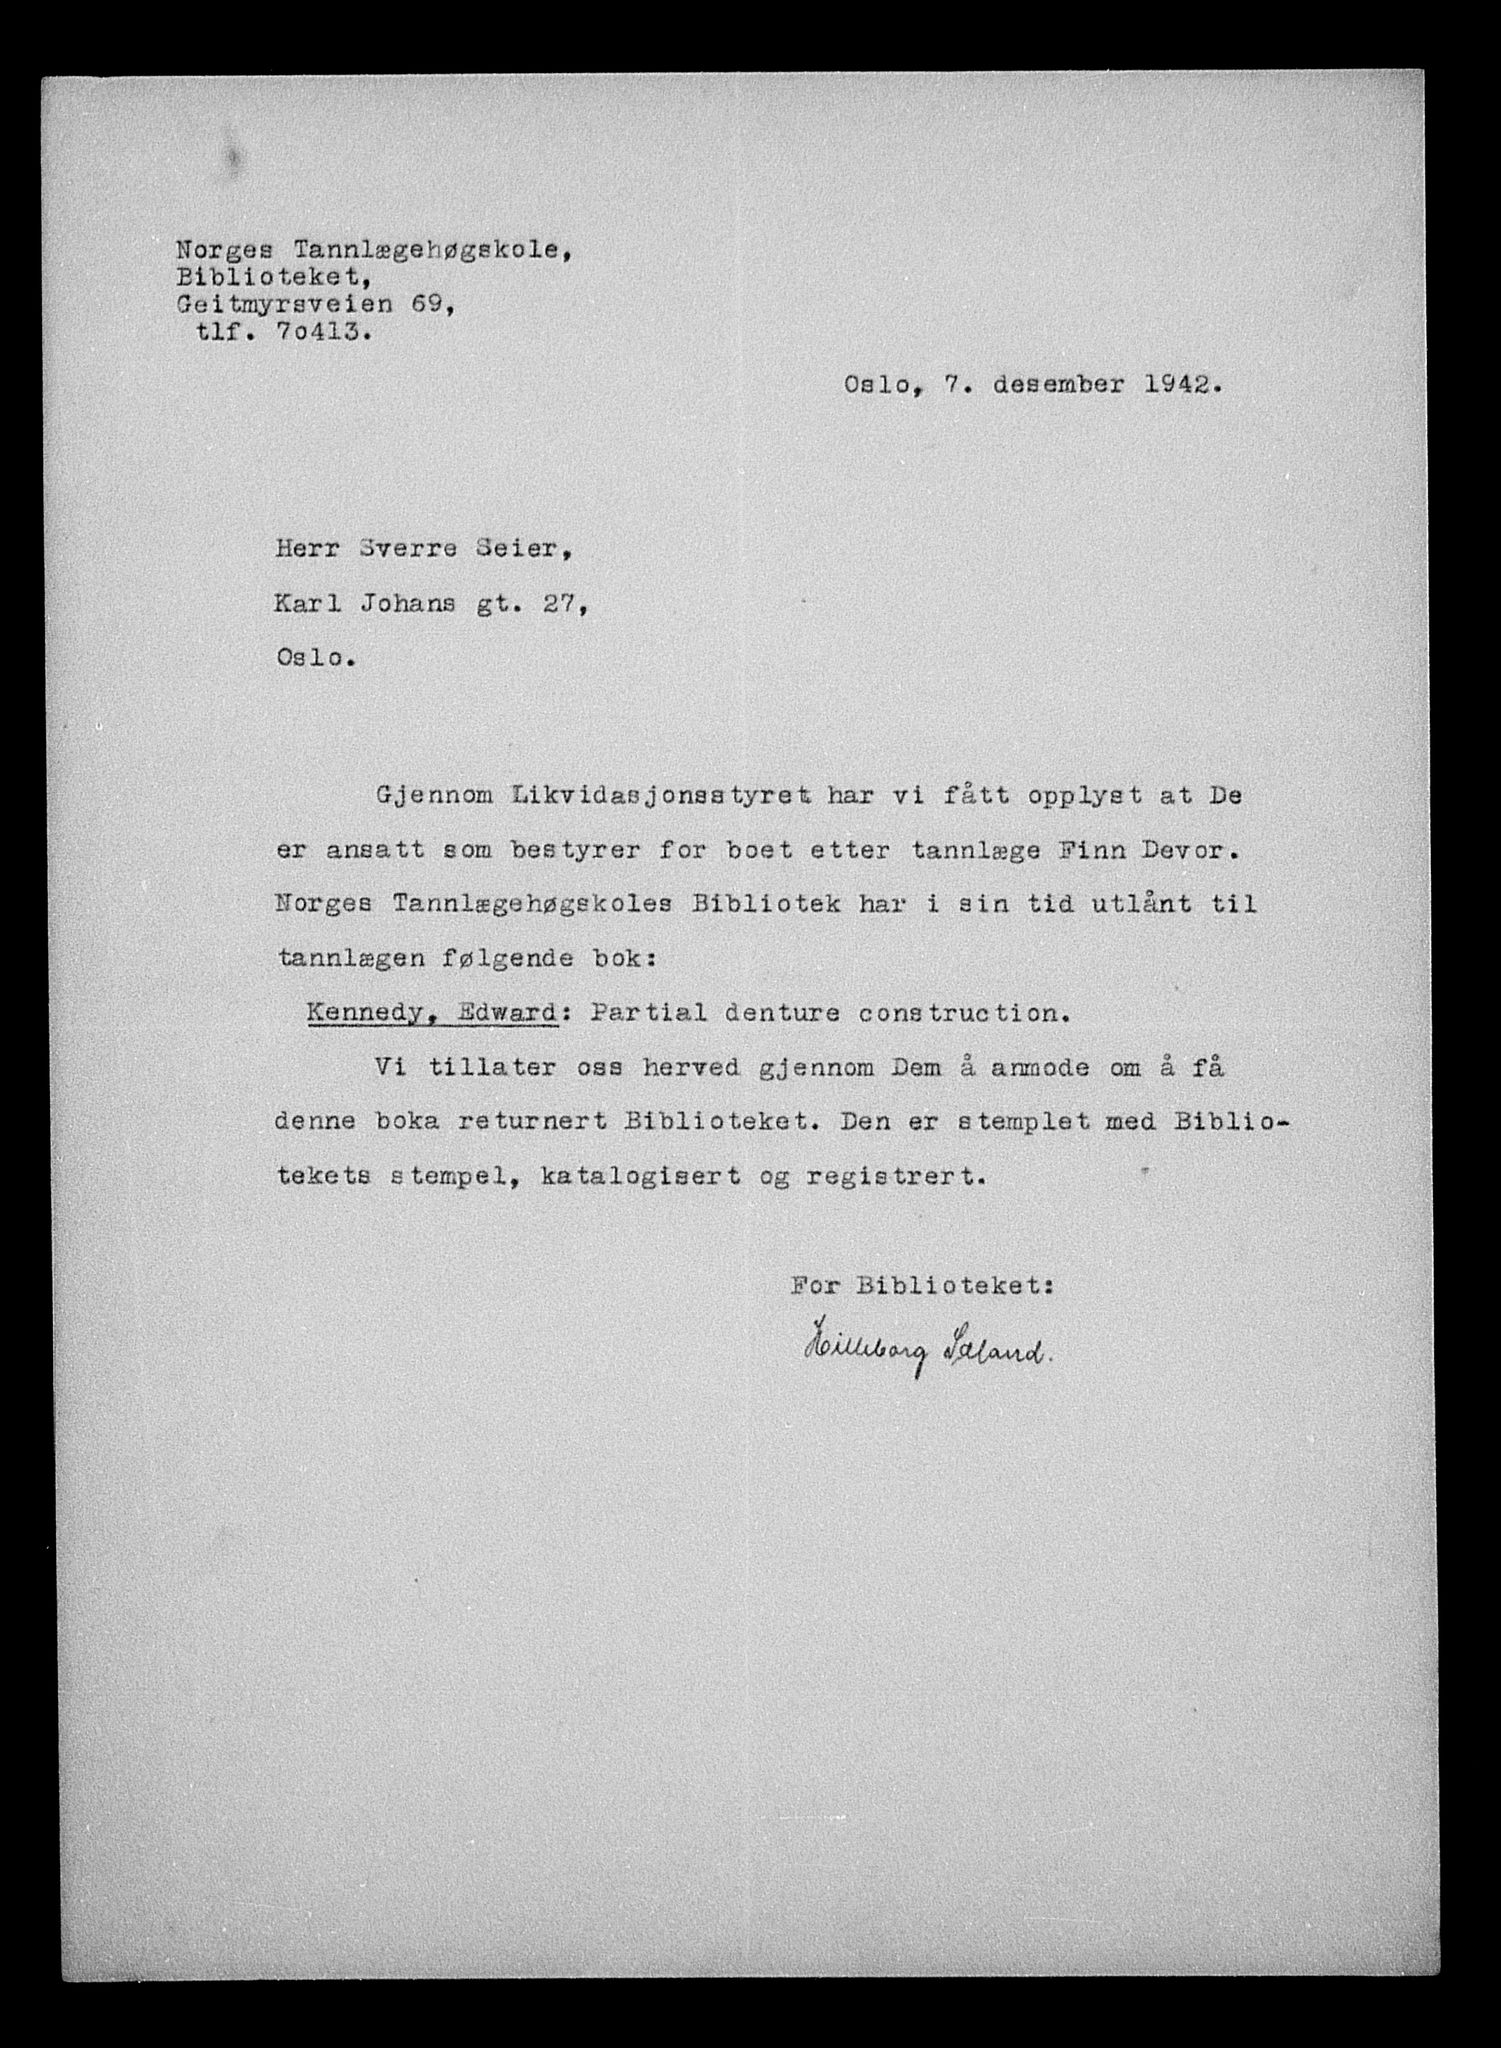 Norges Tannlægehøgskole,
Biblioteket,
Geitmyrsveien 69,
tlf. 7o413.
Oslo, 7. desember 1942.
Herr Sverre Seier,
Karl Johans gt. 27,
Oslo.
Gjennom Likvidasjonsstyret har vi fått opplyst at De
er ansatt som bestyrer for boet etter tannlæge Finn Devor.
Norges Tannlægehøgskoles Bibliotek har i sin tid utlånt til
tannlægen følgende bok:
Kennedy, Edward: Partial denture construction.
Vi tillater oss herved gjennom Dem å anmode om å få
denne boka returnert Biblioteket. Den er stemplet med Biblio-
tekets stempel, katalogisert og registrert.
For Biblioteket:
Hilleborg Sæland.